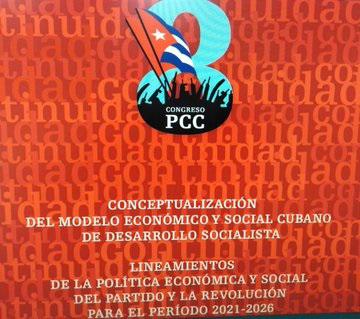 8
CONGRESO
PCC
CONCEPTUALIZACIÓN
DEL MODELO ECONÓMICO Y SOCIAL CUBANO
DE DESARROLLO SOCIALISTA
LINEAMIENTOS
DE LA POLÍTICA ECONÓMICA Y SOCIAL
DEL PARTIDO Y LA REVOLUCIÓN
PARA EL PERÍODO 2021-2026